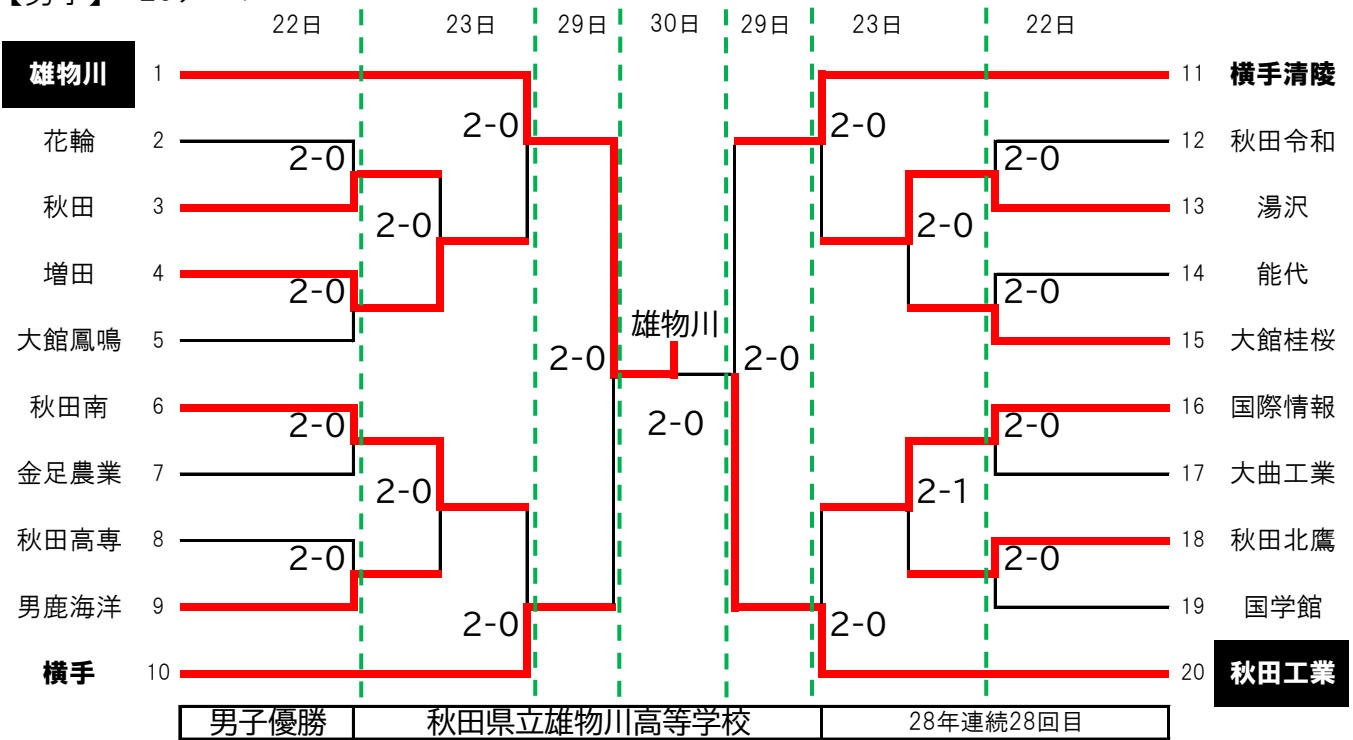 22日 23日 29日 30日 29日 23日 22日
雄物川 1
花輪 2
秋田 3
増田 4
大館鳳鳴 5
秋田南 6
金足農業 7
秋田高専 8
男鹿海洋 9
横手 10
2-0
2-0
2-0
2-0
2-0
2-0
2-0
2-0
2-0
雄物川
2-0
2-0
2-0
2-0
2-0
2-0
2-0
2-1
2-0
2-0
11 横手清陵
12 秋田令和
13 湯沢
14 能代
15 大館桂桜
16 国際情報
17 大曲工業
18 秋田北鷹
19 国学館
20 秋田工業
男子優勝 秋田県立雄物川高等学校 28年連続28回目